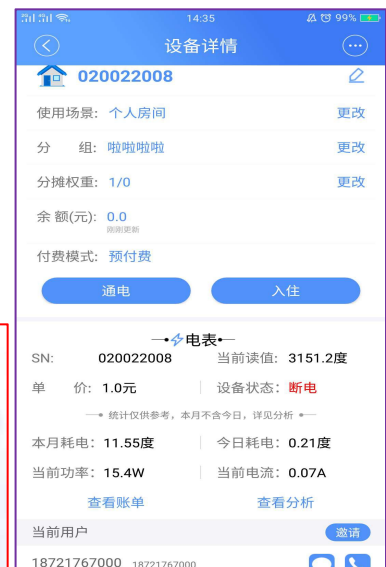 14:35 99%
设备详情
020022008
使用场景: 个人房间 更改
分 组: 啦啦啦啦 更改
分摊权重: 1/0 更改
余 额(元): 0.0
刚刚更新
付费模式: 预付费
通电 入住
电表
SN: 020022008 当前读值: 3151.2度
单 价: 1.0元 设备状态: 断电
统计仅供参考，本月不含今日，详见分析
本月耗电: 11.55度 今日耗电: 0.21度
当前功率: 15.4W 当前电流: 0.07A
查看账单 查看分析
当前用户 邀请
18721767000 18721767000